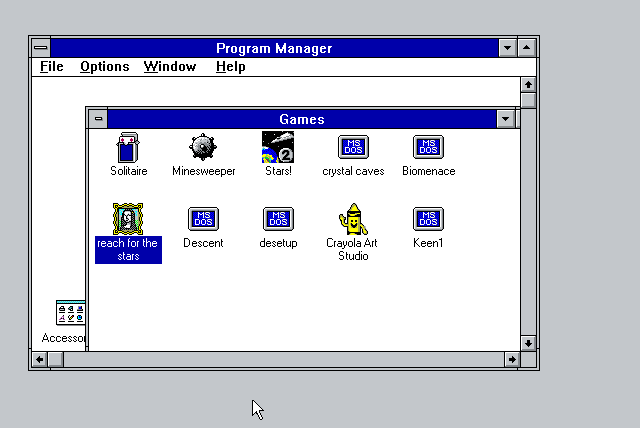 Program Manager
File Options Window Help
Games
MS DOS MS DOS
2
Solitaire Minesweeper Stars! crystal caves Biomenace
MS DOS MS DOS MS DOS
reach for the stars Descent desetup Crayola Art Studio Keen1
Accesso